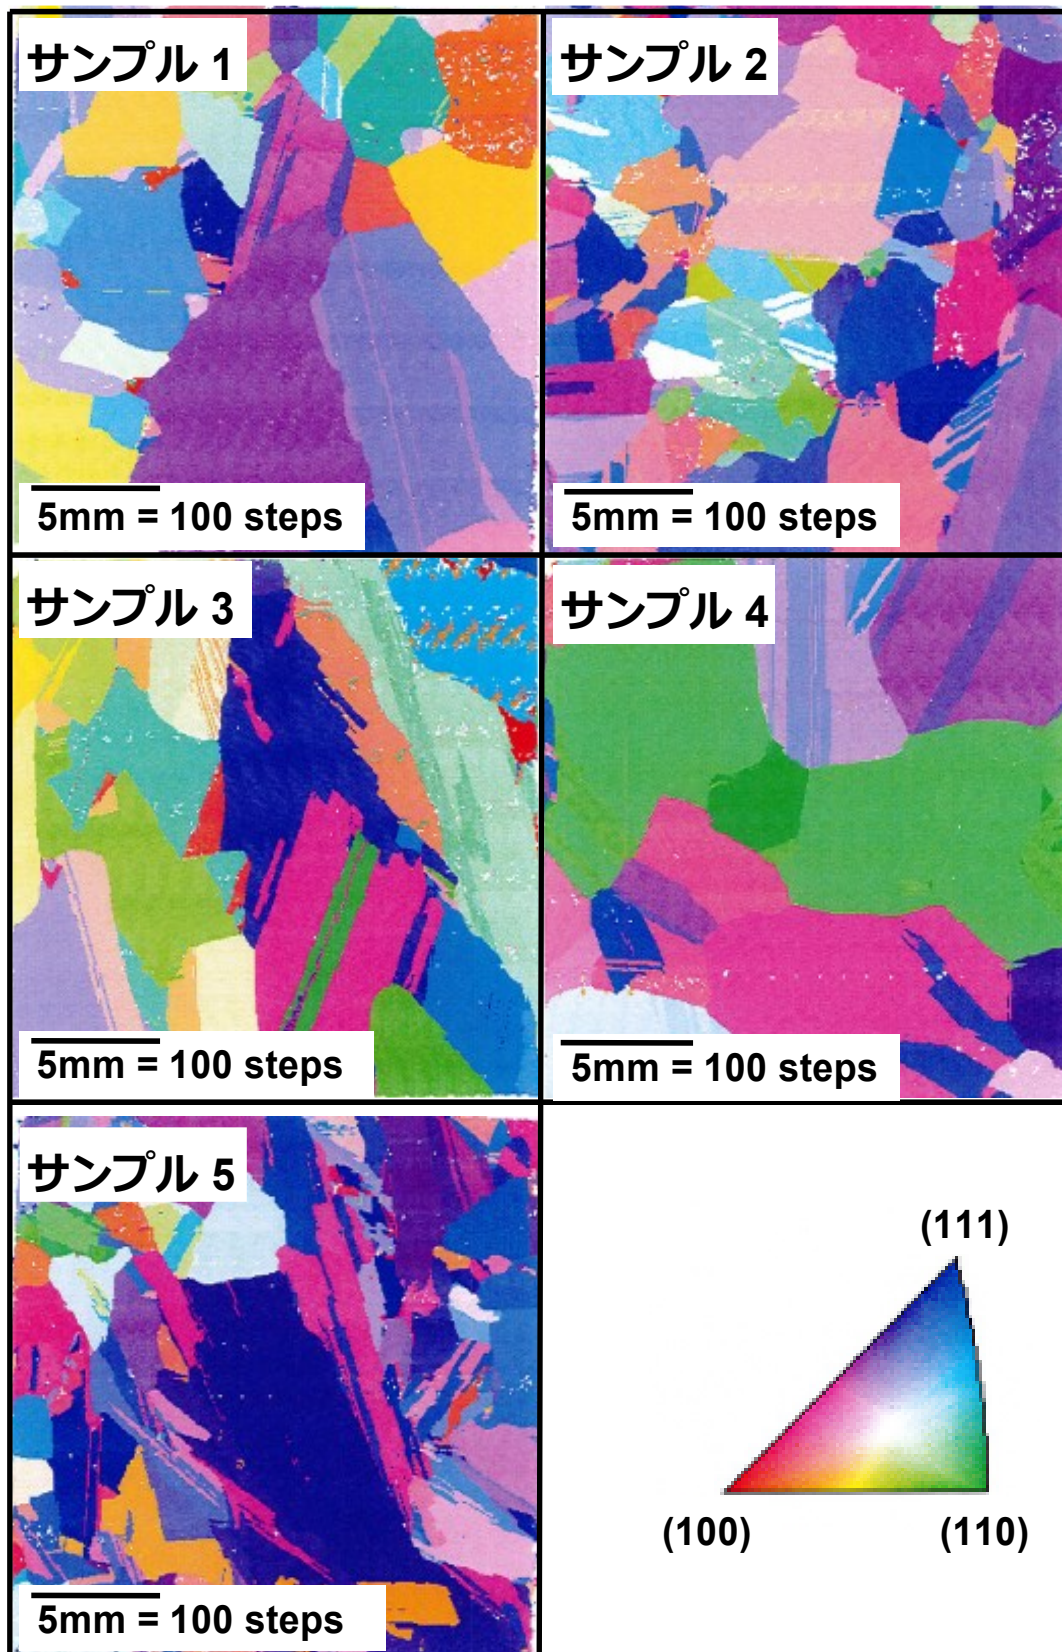 サンプル 1
5mm = 100 steps
サンプル 2
5mm = 100 steps
サンプル 3
5mm = 100 steps
サンプル 4
5mm = 100 steps
サンプル 5
5mm = 100 steps
(111)
(100)
(110)